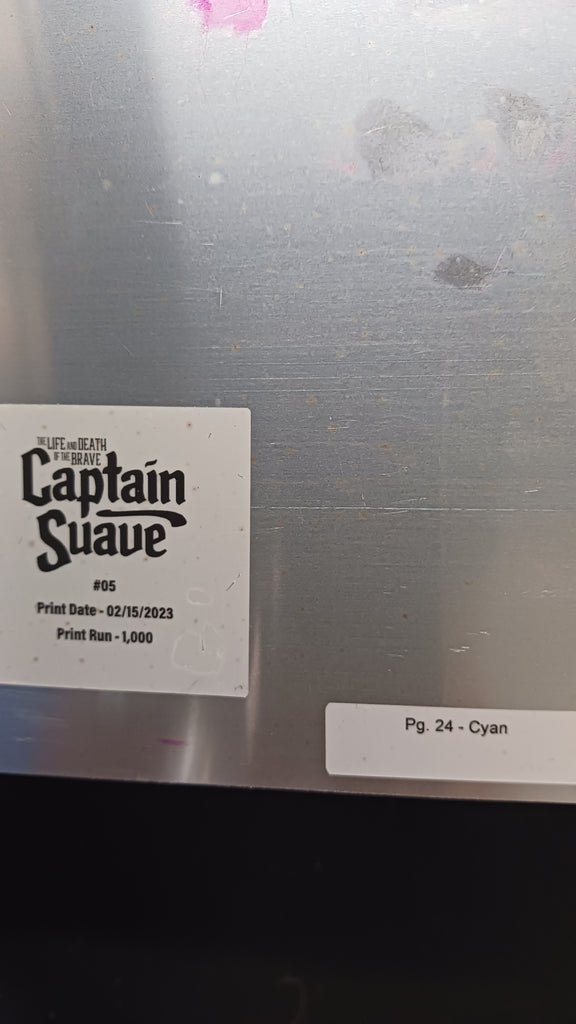 THE LIFE AND DEATH
OF THE BRAVE
Captain
Suave
#05
Print Date - 02/15/2023
Print Run - 1,000
Pg. 24 - Cyan